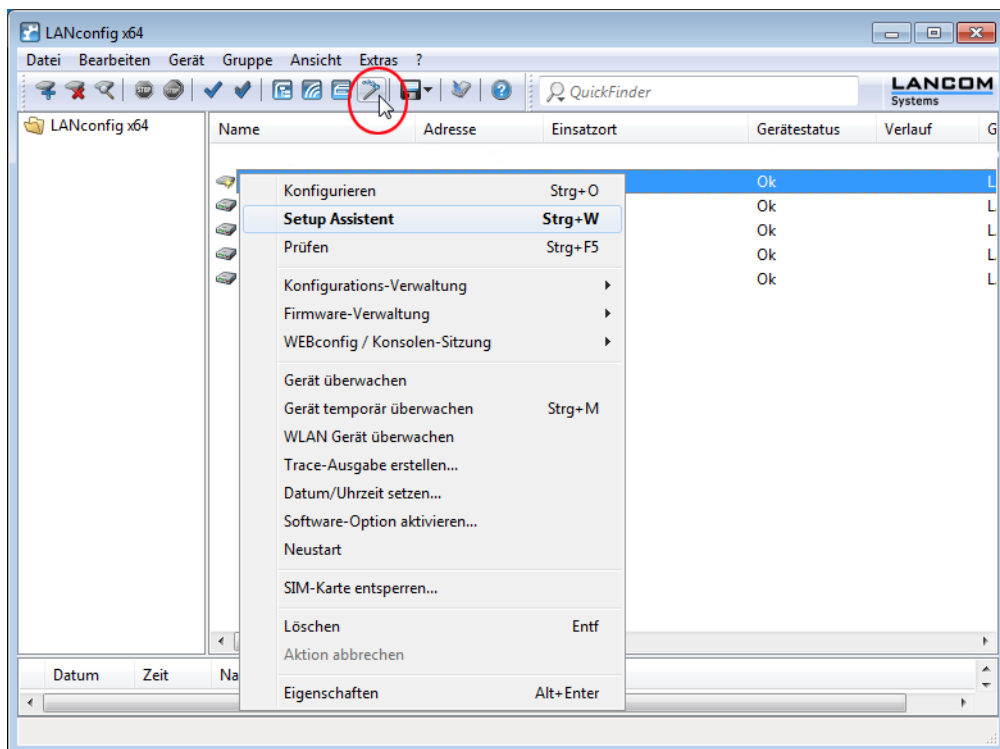 LANconfig x64
Datei Bearbeiten Gerät Gruppe Ansicht Extras ?
STOP STOP QuickFinder LANCOM
Systems
LANconfig x64
Name Adresse Einsatzort Gerätestatus Verlauf G
Ok L
Ok L
Ok L
Ok L
Ok L
Konfigurieren Strg+O
Setup Assistent Strg+W
Prüfen Strg+F5
Konfigurations-Verwaltung
Firmware-Verwaltung
WEBconfig / Konsolen-Sitzung
Gerät überwachen
Gerät temporär überwachen Strg+M
WLAN Gerät überwachen
Trace-Ausgabe erstellen...
Datum/Uhrzeit setzen...
Software-Option aktivieren...
Neustart
SIM-Karte entsperren...
Löschen Entf
Aktion abbrechen
Eigenschaften Alt+Enter
Datum Zeit Na